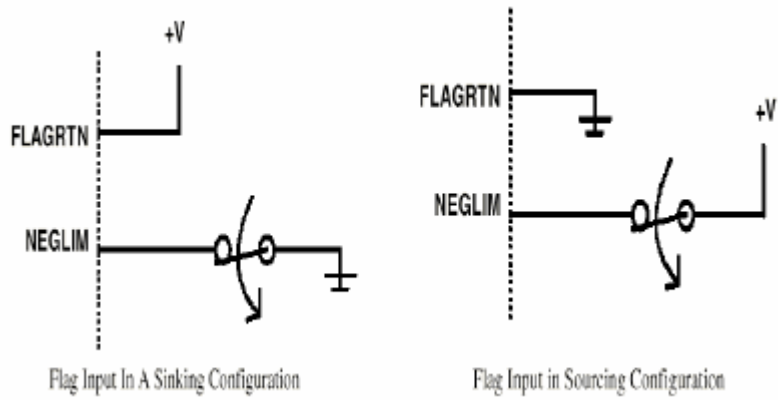 +V
FLAGRTN
NEGLIM
Flag Input In A Sinking Configuration
FLAGRTN
+V
NEGLIM
Flag Input in Sourcing Configuration